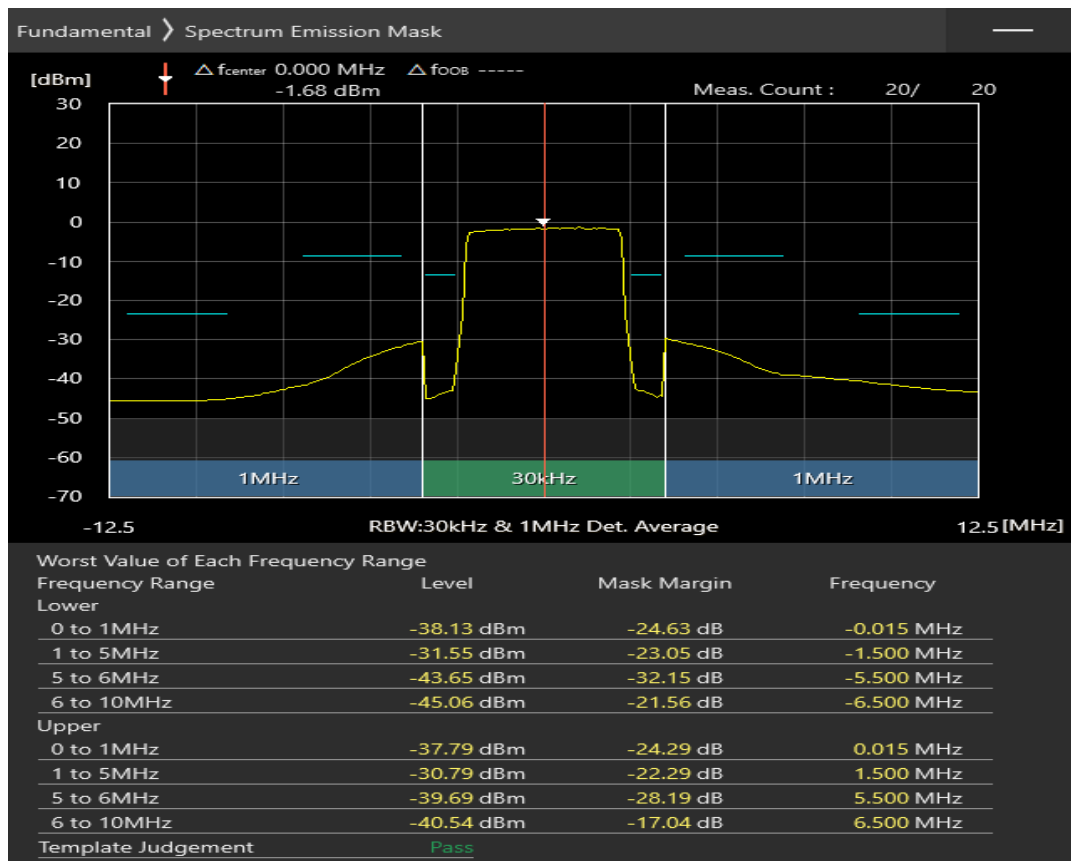 Fundamental ❯ Spectrum Emission Mask
[dBm] △ fcenter 0.000 MHz △ fOOB -----
-1.68 dBm Meas. Count : 20/ 20
30
20
10
0
-10
-20
-30
-40
-50
-60
1MHz 30kHz 1MHz
-70
-12.5 RBW:30kHz & 1MHz Det. Average 12.5 [MHz]
Worst Value of Each Frequency Range
Frequency Range Level Mask Margin Frequency
Lower
0 to 1MHz -38.13 dBm -24.63 dB -0.015 MHz
1 to 5MHz -31.55 dBm -23.05 dB -1.500 MHz
5 to 6MHz -43.65 dBm -32.15 dB -5.500 MHz
6 to 10MHz -45.06 dBm -21.56 dB -6.500 MHz
Upper
0 to 1MHz -37.79 dBm -24.29 dB 0.015 MHz
1 to 5MHz -30.79 dBm -22.29 dB 1.500 MHz
5 to 6MHz -39.69 dBm -28.19 dB 5.500 MHz
6 to 10MHz -40.54 dBm -17.04 dB 6.500 MHz
Template Judgement Pass